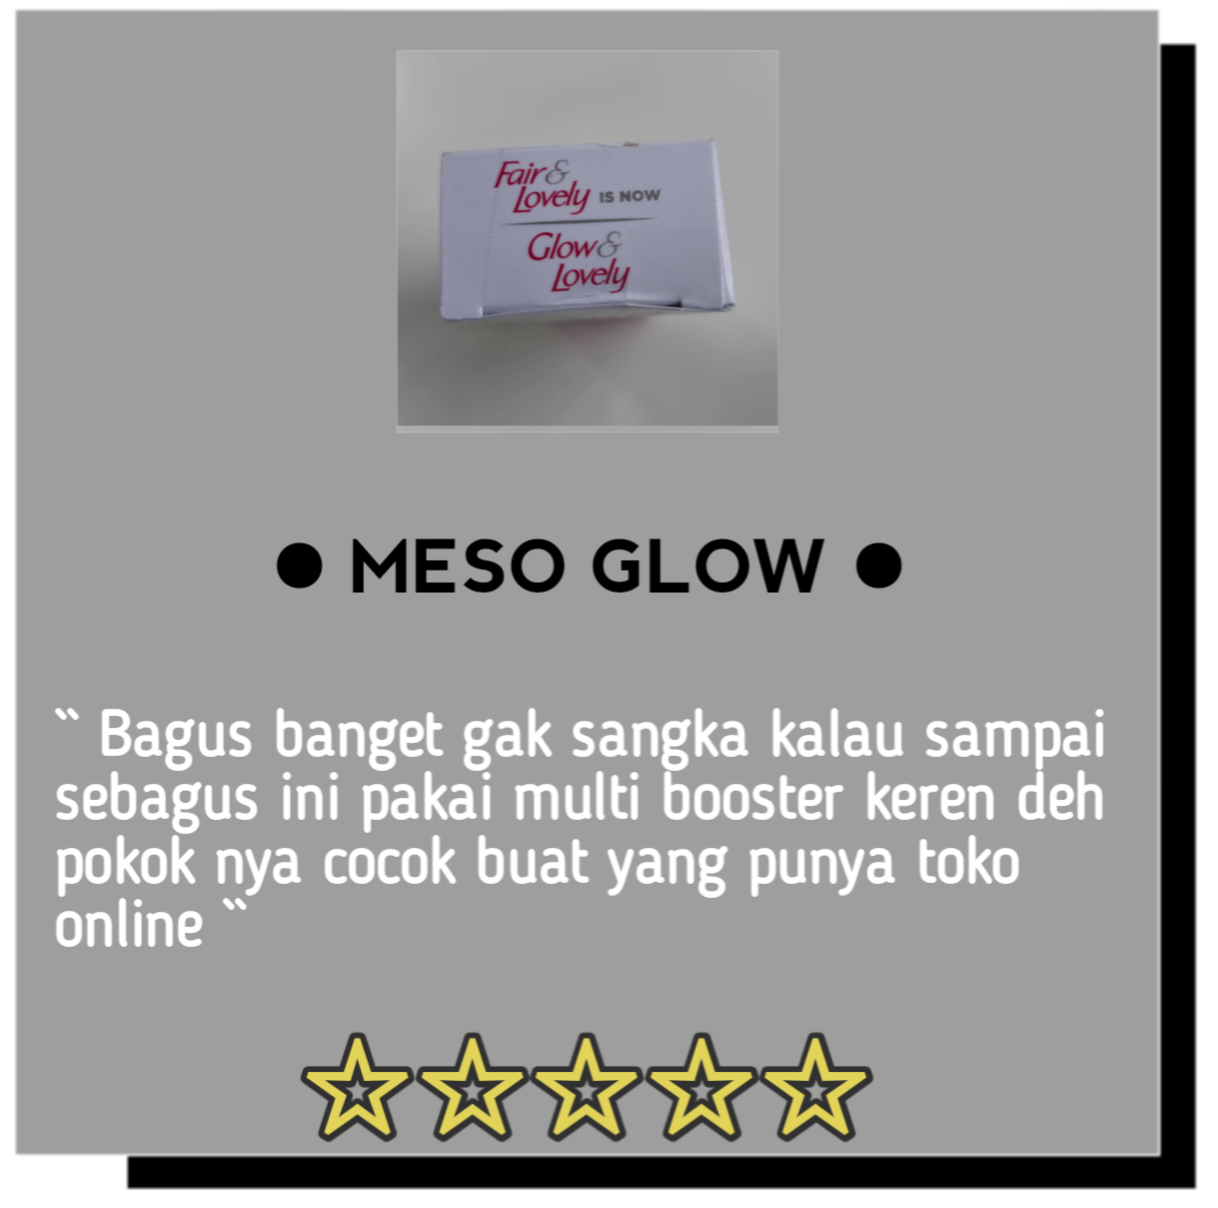 Fair &
Lovely IS NOW
Glow &
Lovely
● MESO GLOW ●
`` Bagus banget gak sangka kalau sampai
sebagus ini pakai multi booster keren deh
pokok nya cocok buat yang punya toko
online ``